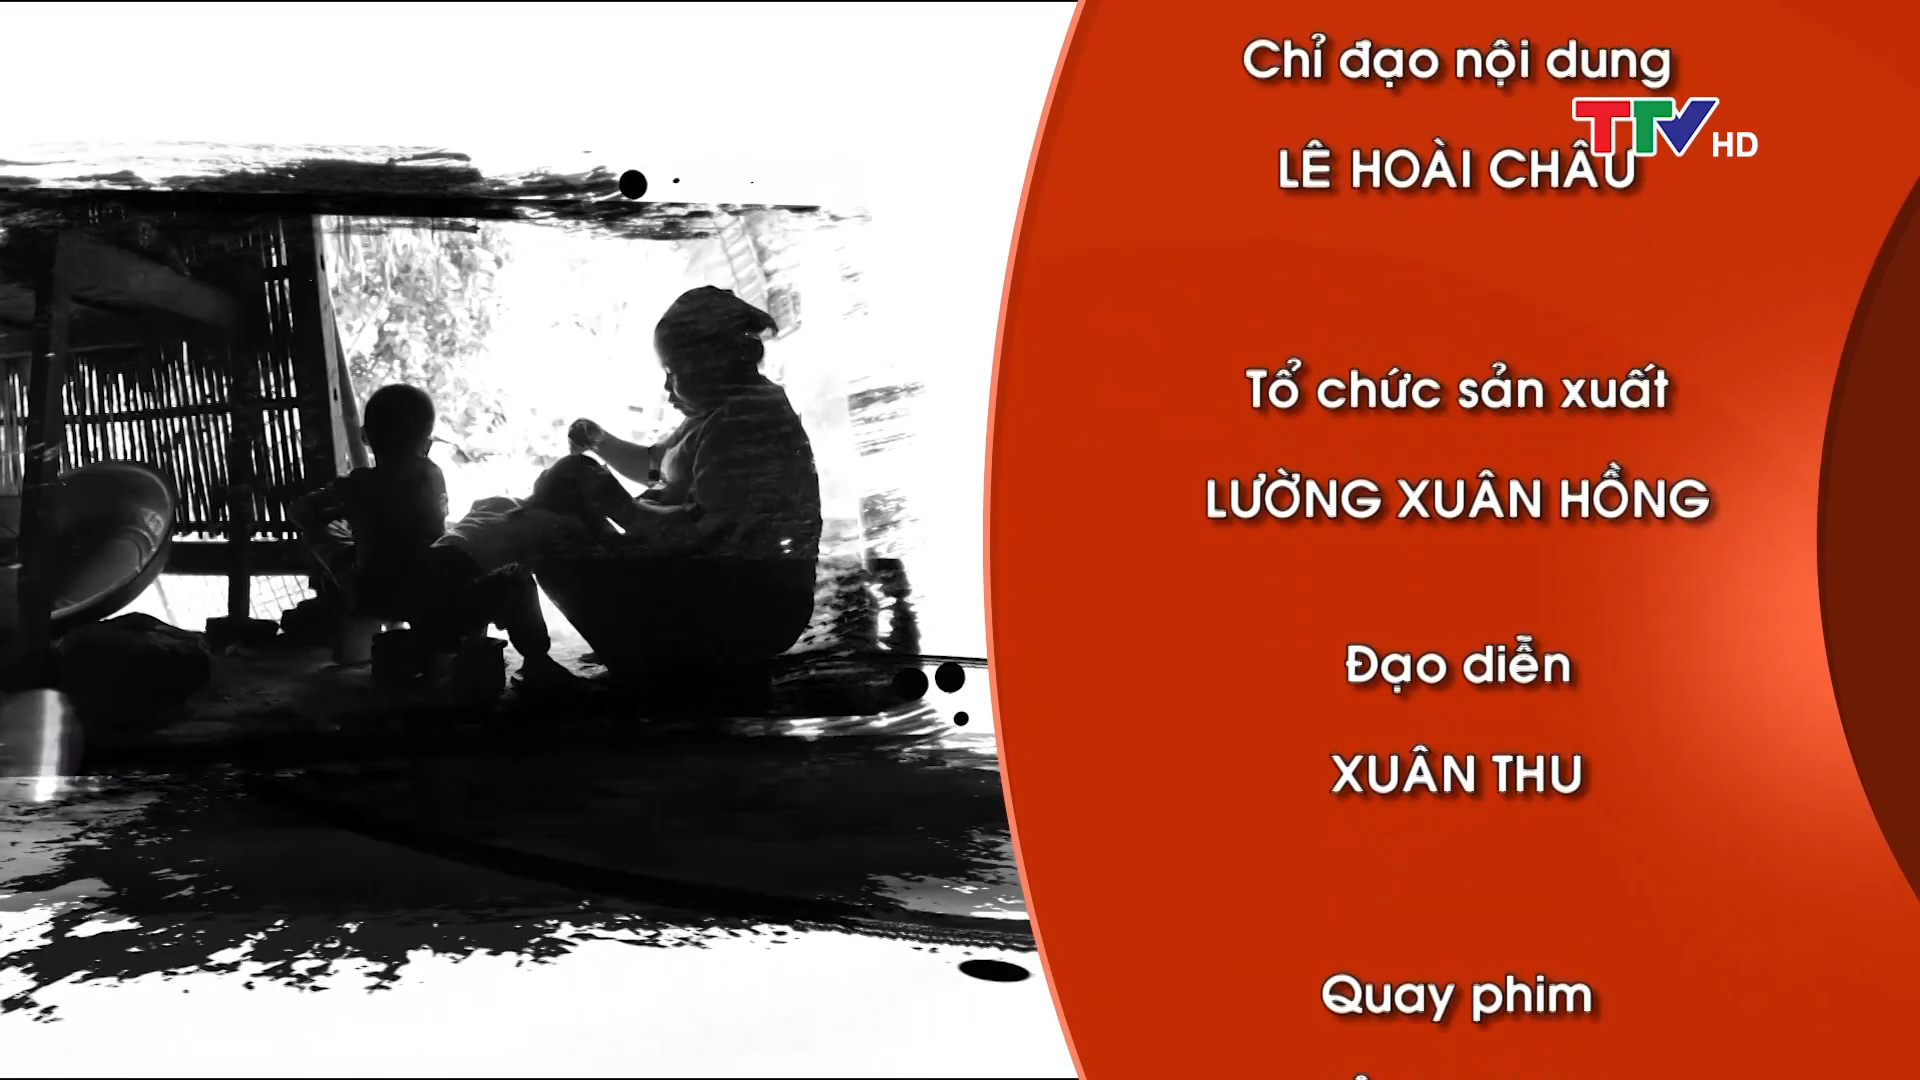 Chỉ đạo nội dung
TTV HD
LÊ HOÀI CHÂU
Tổ chức sản xuất
LƯỜNG XUÂN HỒNG
Đạo diễn
XUÂN THU
Quay phim